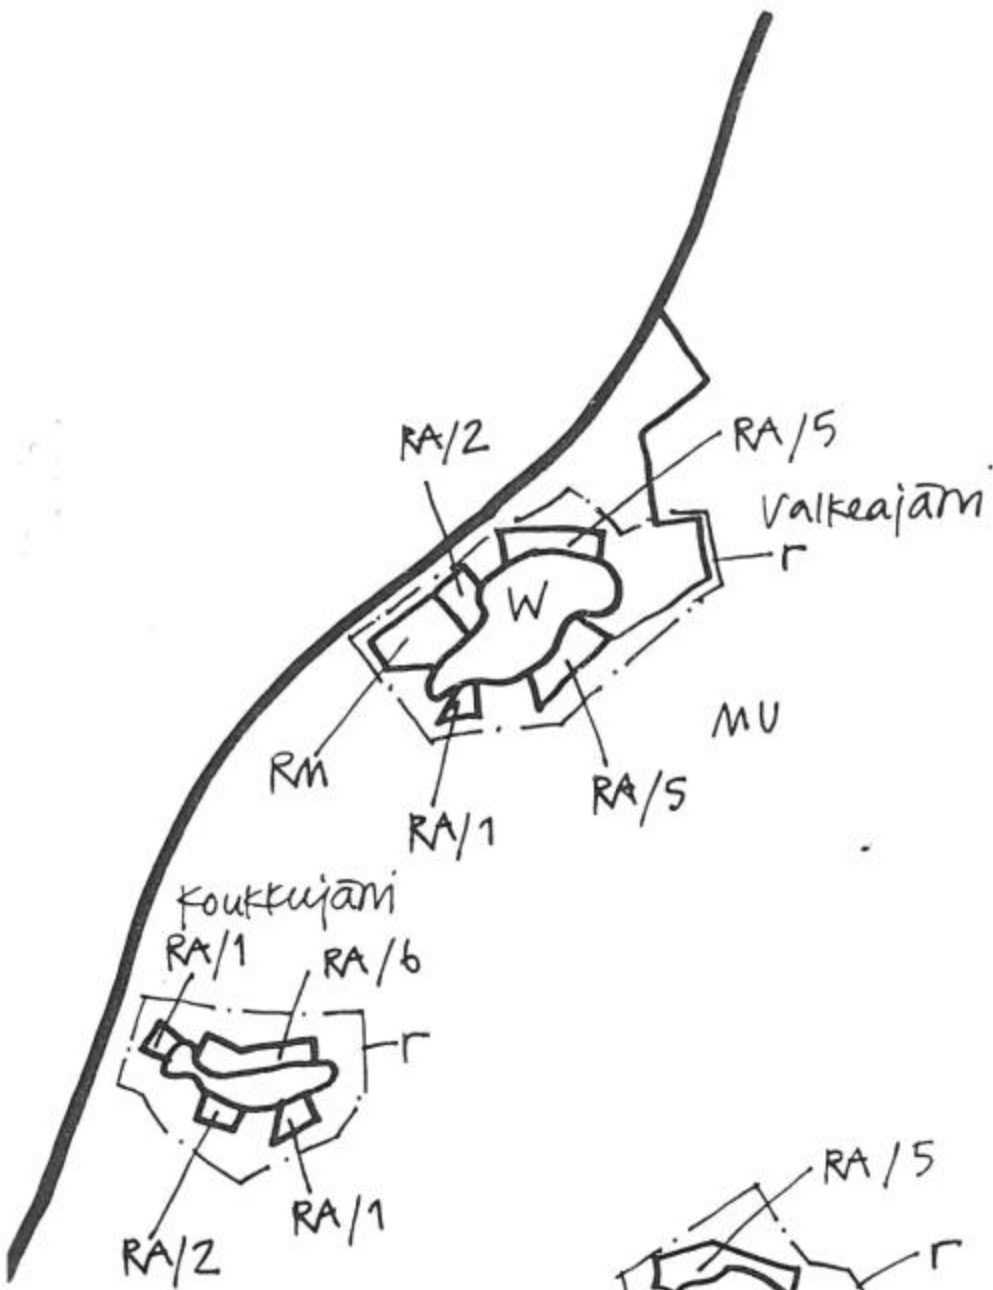 RA/2
RA/5
Valkeajärvi
r
W
MU
RM
RA/5
RA/1
Koukkujärvi
RA/1
RA/6
r
RA/1
RA/2
RA/5
r